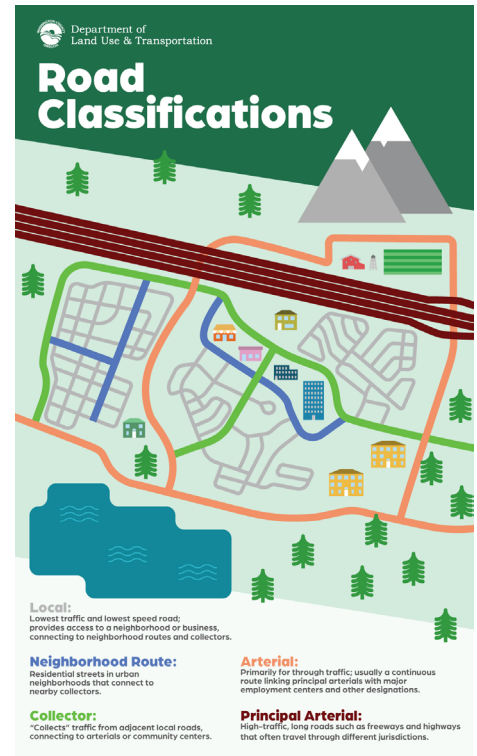 Department of
Land Use & Transportation
Road
Classifications
Local:
Lowest traffic and lowest speed road;
provides access to a neighborhood or business,
connecting to neighborhood routes and collectors.
Neighborhood Route:
Residential streets in urban
neighborhoods that connect to
nearby collectors.
Collector:
“Collects” traffic from adjacent local roads,
connecting to arterials or community centers.
Arterial:
Primarily for through traffic; usually a continuous
route linking principal arterials with major
employment centers and other designations.
Principal Arterial:
High-traffic, long roads such as freeways and highways
that often travel through different jurisdictions.